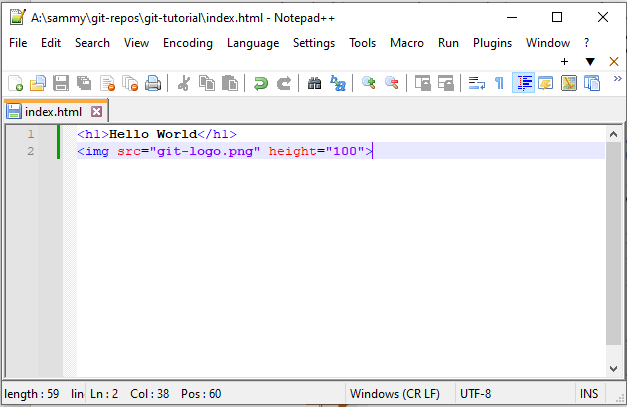 A:\sammy\git-repos\git-tutorial\index.html - Notepad++
File Edit Search View Encoding Language Settings Tools Macro Run Plugins Window ?
+ ▼ X
index.html
1 <h1>Hello World</h1>
2 <img src="git-logo.png" height="100">
length : 59 lin Ln : 2 Col : 38 Pos : 60 Windows (CR LF) UTF-8 INS